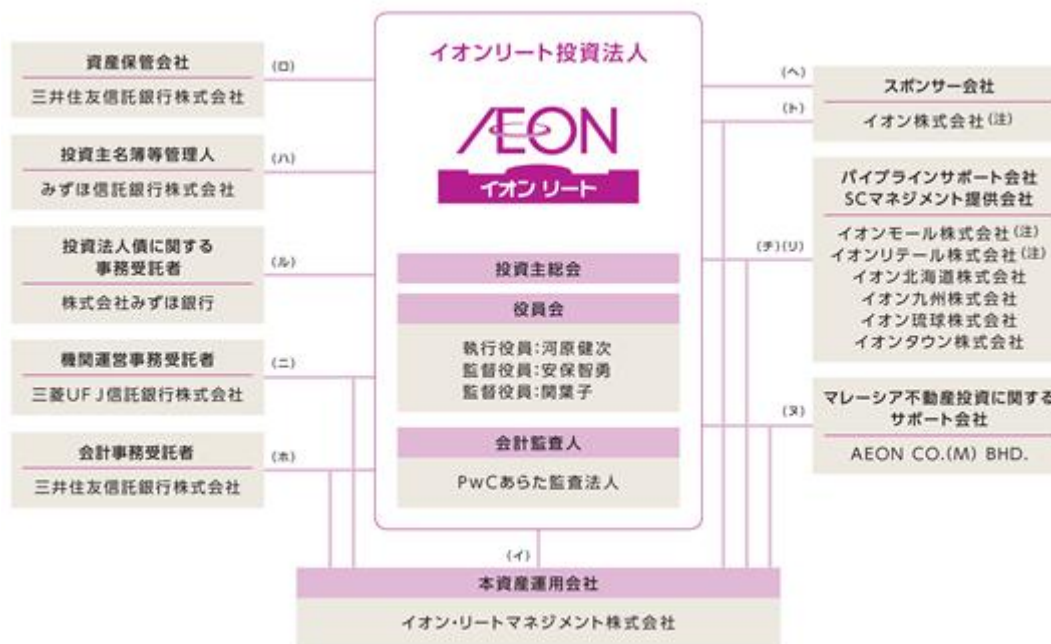 資産保管会社
三井住友信託銀行株式会社
(ロ)
投資主名簿等管理人
みずほ信託銀行株式会社
(ハ)
投資法人債に関する
事務受託者
株式会社みずほ銀行
(ル)
機関運営事務受託者
三菱UFJ信託銀行株式会社
(ニ)
会計事務受託者
三井住友信託銀行株式会社
(ホ)
イオンリート投資法人
ÆON
イオン リート
投資主総会
役員会
執行役員:河原健次
監督役員:安保智勇
監督役員:関葉子
会計監査人
PwCあらた監査法人
(ヘ)
(ト)
スポンサー会社
イオン株式会社(注)
(チ)(リ)
パイプラインサポート会社
SCマネジメント提供会社
イオンモール株式会社(注)
イオンリテール株式会社(注)
イオン北海道株式会社
イオン九州株式会社
イオン琉球株式会社
イオンタウン株式会社
(ヌ)
マレーシア不動産投資に関する
サポート会社
AEON CO.(M) BHD.
(イ)
本資産運用会社
イオン・リートマネジメント株式会社